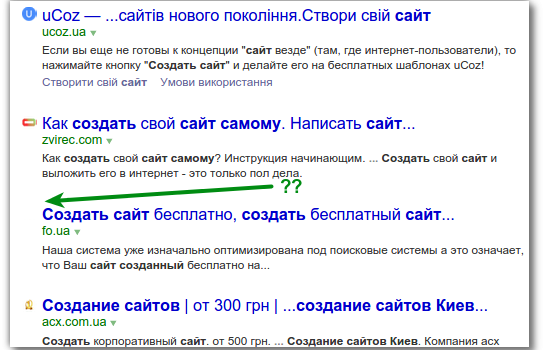 uCoz — ...сайтів нового покоління.Створи свій сайт
ucoz.ua
Если вы еще не готовы к концепции "сайт везде" (там, где интернет-пользователи), то
нажимайте кнопку "Создать сайт" и делайте его на бесплатных шаблонах uCoz!
Створити свій сайт Умови використання
Как создать свой сайт самому. Написать сайт...
zvirec.com
Как создать свой сайт самому? Инструкция начинающим. ... Создать свой сайт и
выложить его в интернет - это только пол дела.
??
Создать сайт бесплатно, создать бесплатный сайт...
fo.ua
Наша система уже изначально оптимизирована под поисковые системы а это означает,
что Ваш сайт созданный бесплатно на...
Создание сайтов | от 300 грн | ...создание сайтов Киев...
acx.com.ua
Создать корпоративный сайт. от 500 грн. ... Создание сайтов Киев. Компания acx